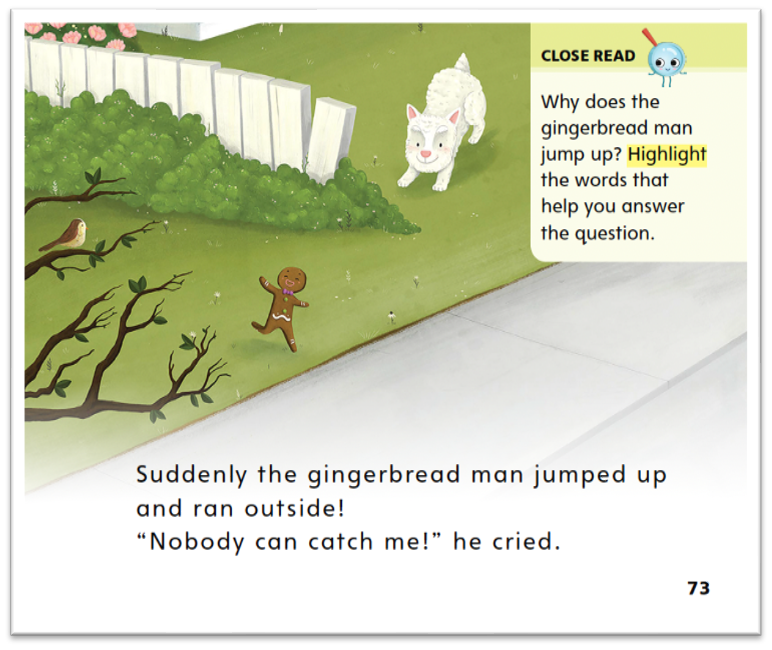 CLOSE READ
Why does the
gingerbread man
jump up? Highlight
the words that
help you answer
the question.
Suddenly the gingerbread man jumped up
and ran outside!
“Nobody can catch me!” he cried.
73